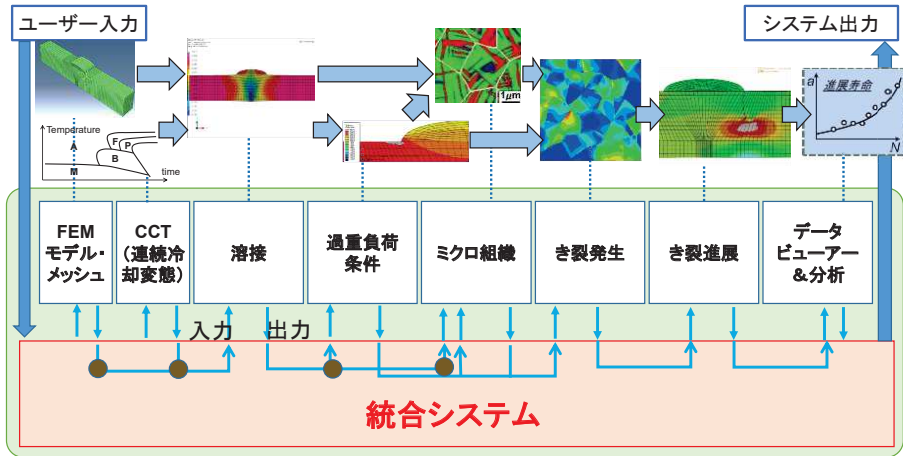 ユーザー入力
システム出力
1μm
a
進展寿命
N
Temperature
A
F
P
B
M
time
FEM
モデル・
メッシュ
CCT
(連続冷
却変態)
溶接
過重負荷
条件
ミクロ組織
き裂発生
き裂進展
データ
ビューアー
&分析
入力
出力
統合システム